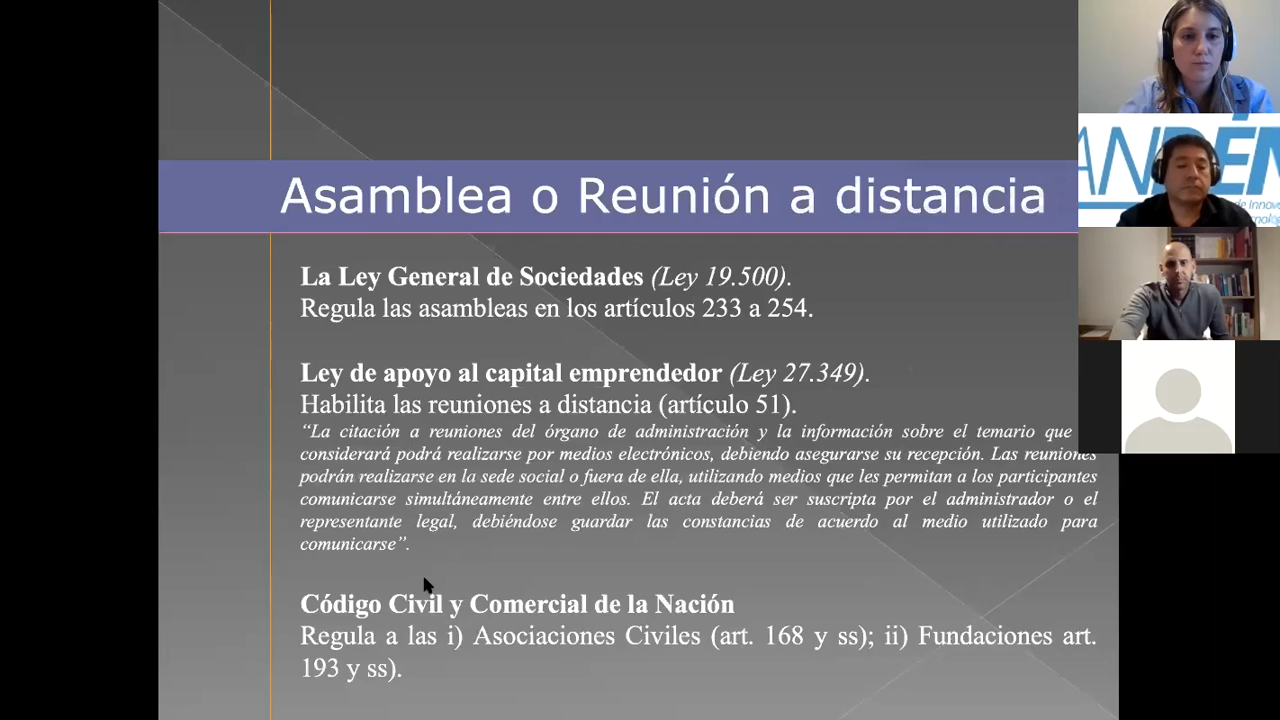 Asamblea o Reunión a distancia
La Ley General de Sociedades (Ley 19.500).
Regula las asambleas en los artículos 233 a 254.
Ley de apoyo al capital emprendedor (Ley 27.349).
Habilita las reuniones a distancia (artículo 51).
“La citación a reuniones del órgano de administración y la información sobre el temario que
considerará podrá realizarse por medios electrónicos, debiendo asegurarse su recepción. Las reuniones
podrán realizarse en la sede social o fuera de ella, utilizando medios que les permitan a los participantes
comunicarse simultáneamente entre ellos. El acta deberá ser suscripta por el administrador o el
representante legal, debiéndose guardar las constancias de acuerdo al medio utilizado para
comunicarse”.
Código Civil y Comercial de la Nación
Regula a las i) Asociaciones Civiles (art. 168 y ss); ii) Fundaciones art.
193 y ss).